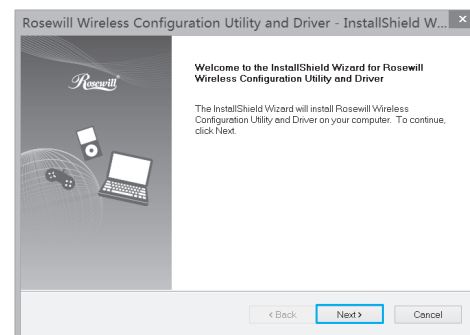 Rosewill Wireless Configuration Utility and Driver - InstallShield W...
Rosewill
Welcome to the InstallShield Wizard for Rosewill
Wireless Configuration Utility and Driver
The InstallShield Wizard will install Rosewill Wireless
Configuration Utility and Driver on your computer. To continue,
click Next.
< Back
Next >
Cancel